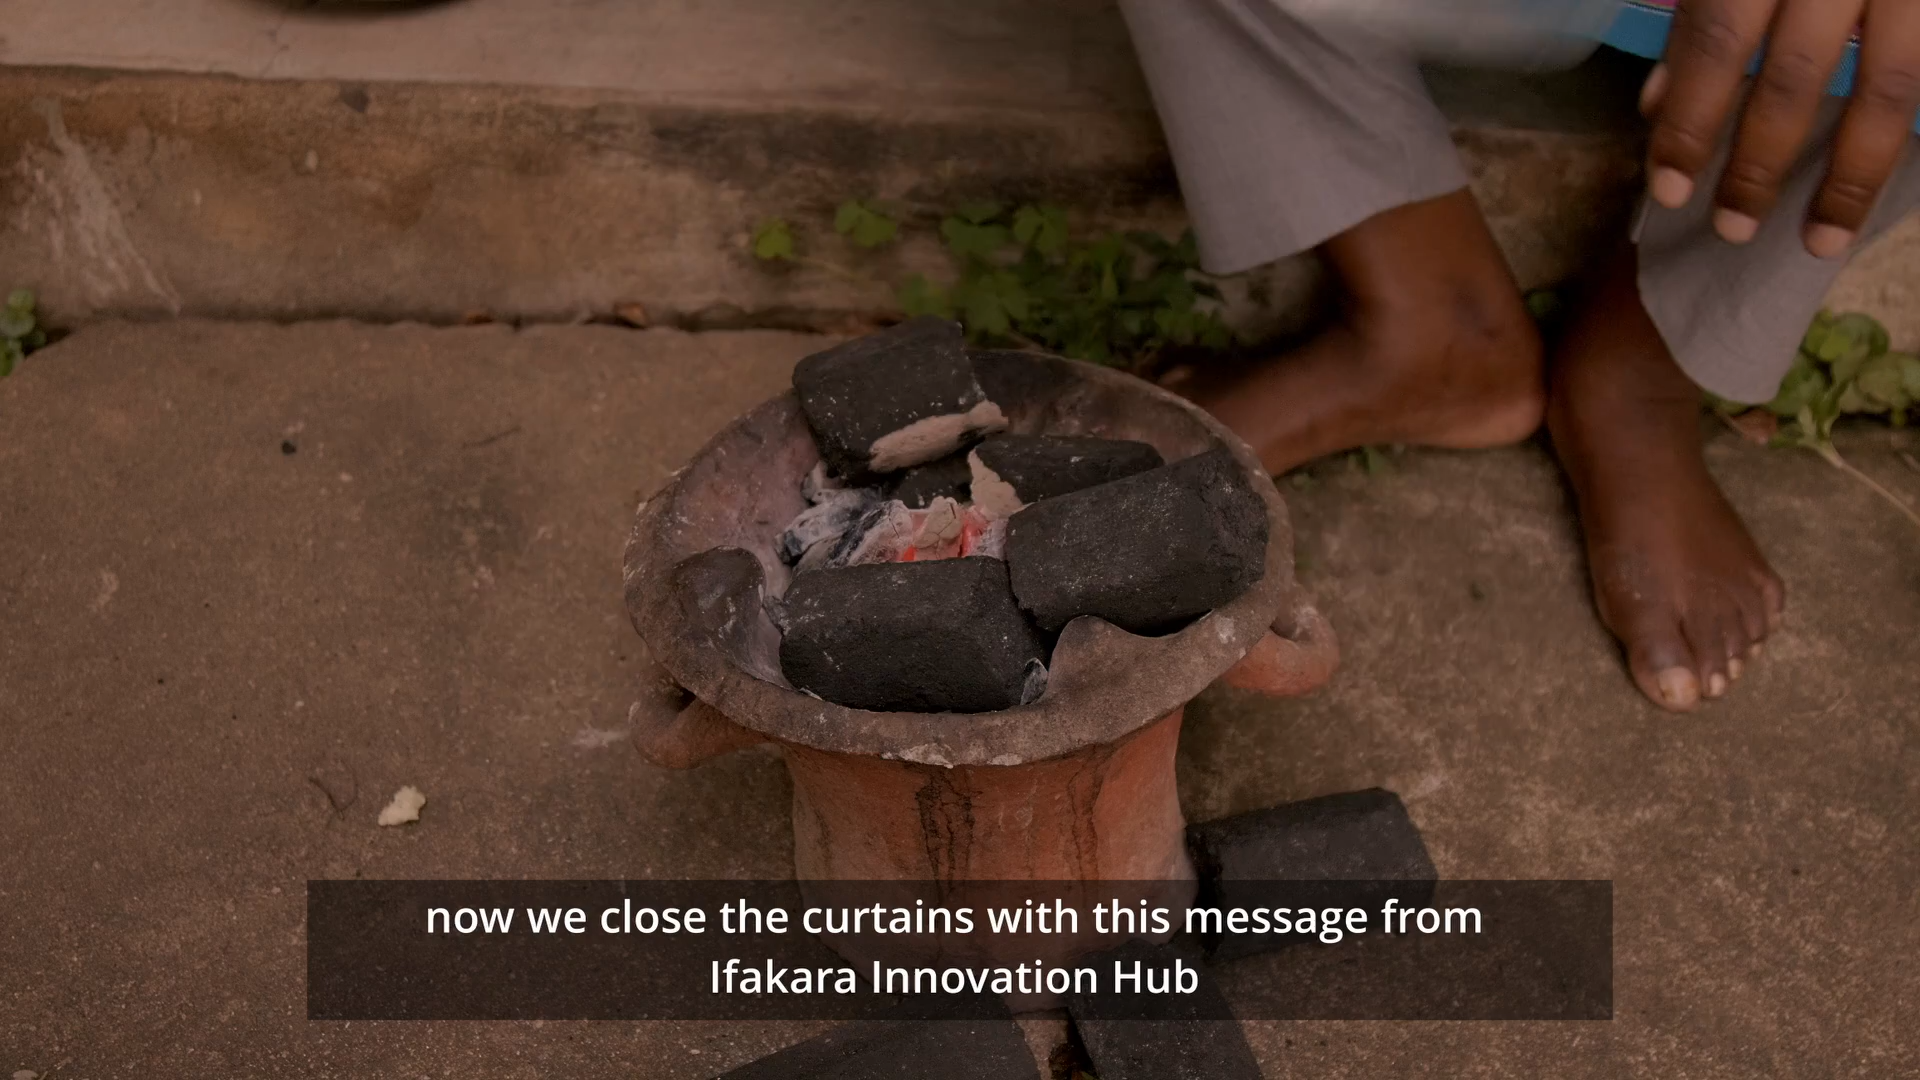 now we close the curtains with this message from
Ifakara Innovation Hub